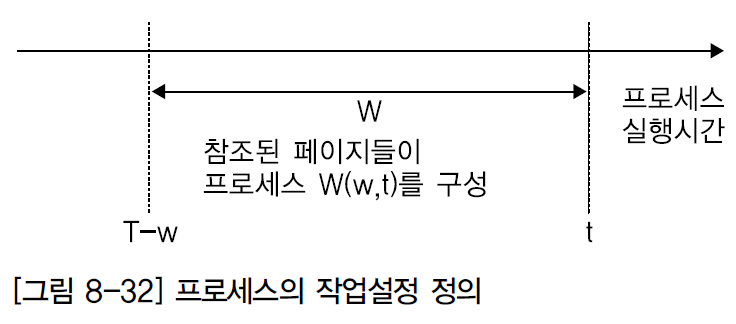 W
프로세스
실행시간
참조된 페이지들이
프로세스 W(w,t)를 구성
T-w
t
[그림 8-32] 프로세스의 작업설정 정의